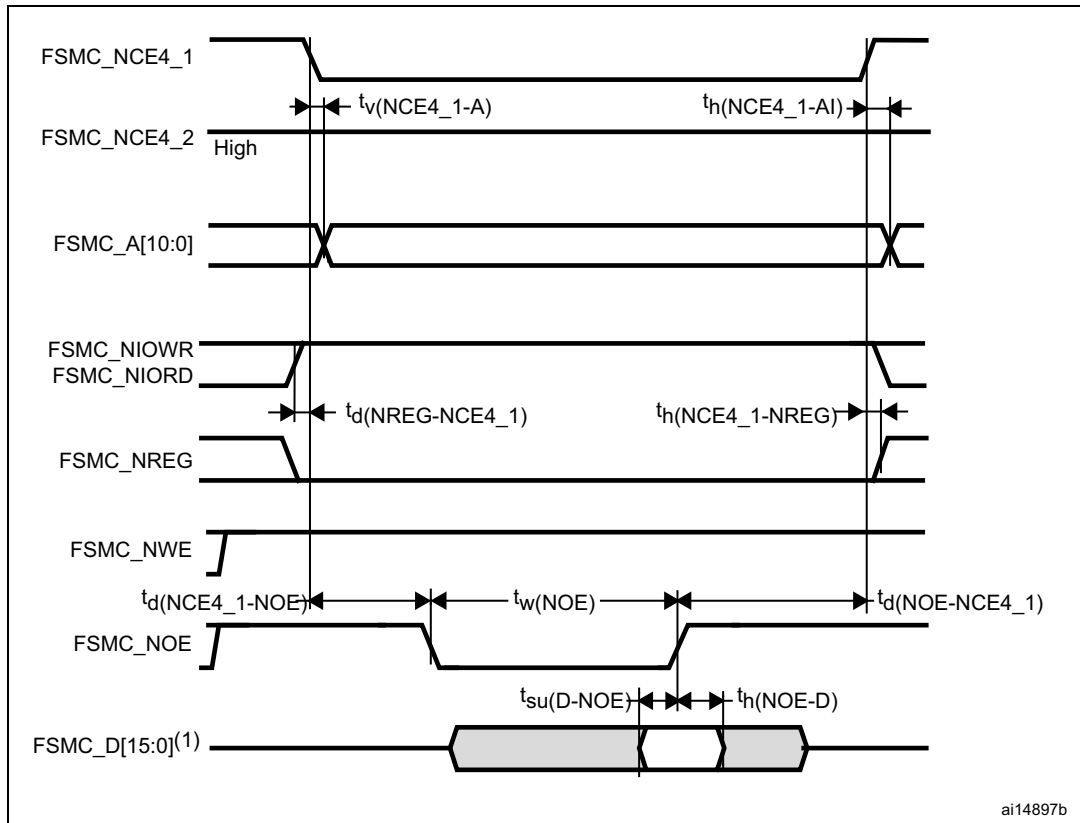 FSMC_NCE4_1
tv(NCE4_1-A)
th(NCE4_1-AI)
FSMC_NCE4_2
High
FSMC_A[10:0]
FSMC_NIOWR
FSMC_NIORD
td(NREG-NCE4_1)
th(NCE4_1-NREG)
FSMC_NREG
FSMC_NWE
td(NCE4_1-NOE)
tw(NOE)
td(NOE-NCE4_1)
FSMC_NOE
tsu(D-NOE)
th(NOE-D)
FSMC_D[15:0](1)
ai14897b